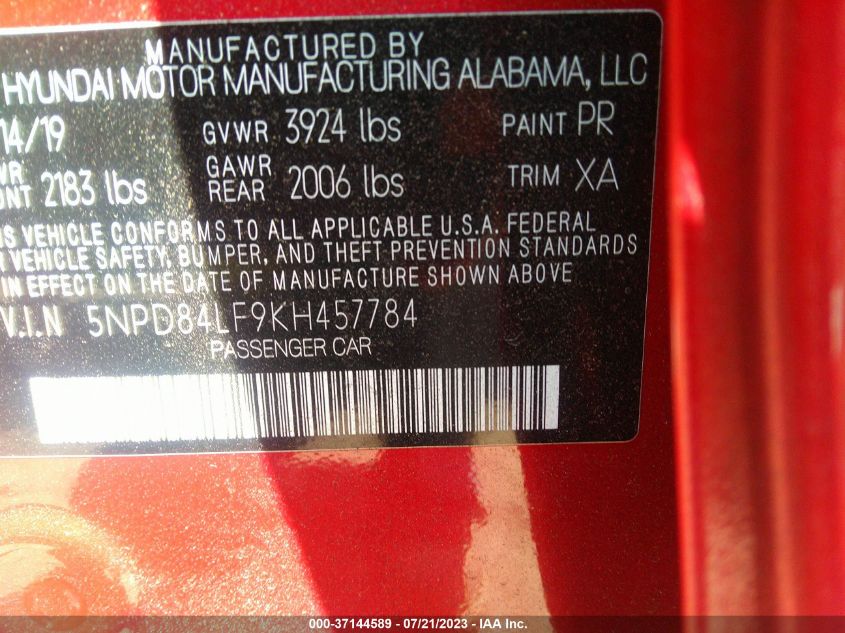 MANUFACTURED BY
HYUNDAI MOTOR MANUFACTURING ALABAMA, LLC
14/19 GVWR 3924 lbs PAINT PR
WR GAWR
NT 2183 lbs REAR 2006 lbs TRIM XA
S VEHICLE CONFORMS TO ALL APPLICABLE U.S.A. FEDERAL
VEHICLE SAFETY, BUMPER, AND THEFT PREVENTION STANDARDS
IN EFFECT ON THE DATE OF MANUFACTURE SHOWN ABOVE
V.I.N 5NPD84LF9KH457784
PASSENGER CAR
000-37144589 - 07/21/2023 - IAA Inc.